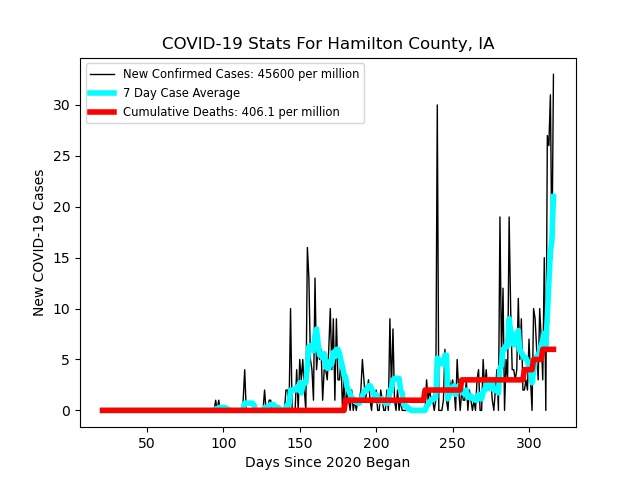 COVID-19 Stats For Hamilton County, IA
New Confirmed Cases: 45600 per million
7 Day Case Average
Cumulative Deaths: 406.1 per million
New COVID-19 Cases
30
25
20
15
10
5
0
50 100 150 200 250 300
Days Since 2020 Began